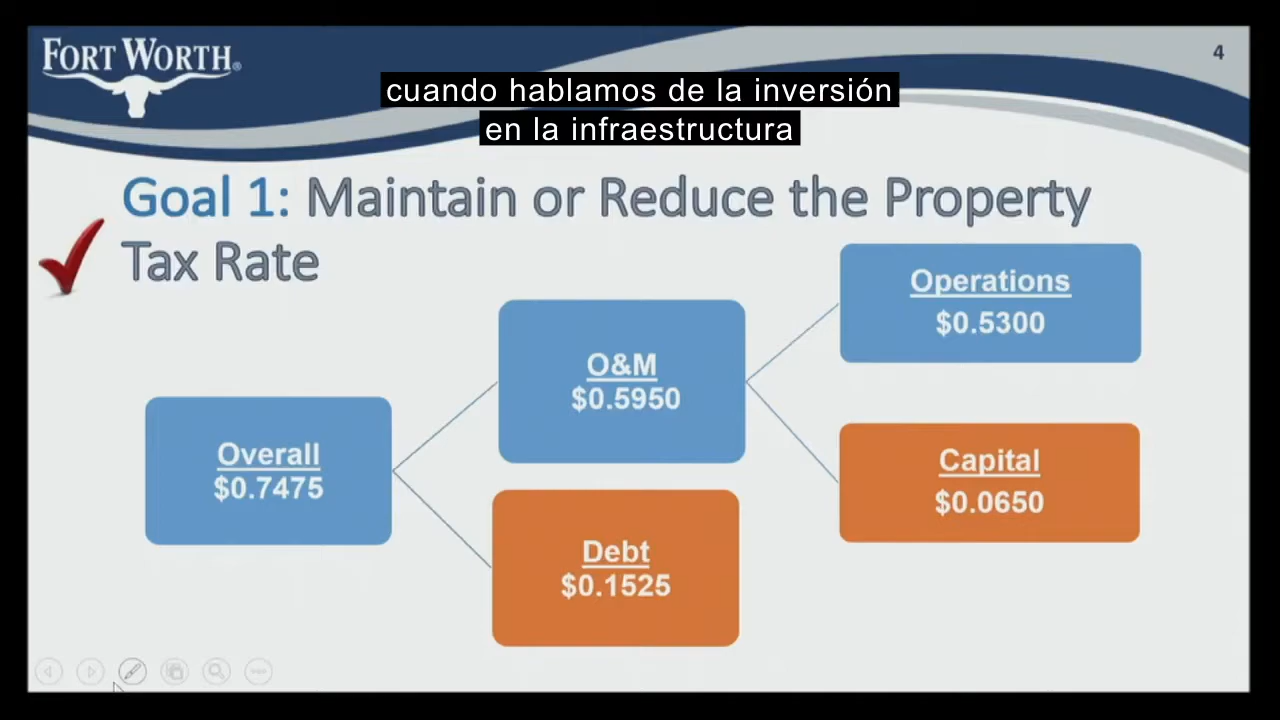 FORT WORTH®
4
cuando hablamos de la inversión
en la infraestructura
Goal 1: Maintain or Reduce the Property
Tax Rate
Operations
$0.5300
O&M
$0.5950
Overall
$0.7475
Capital
$0.0650
Debt
$0.1525